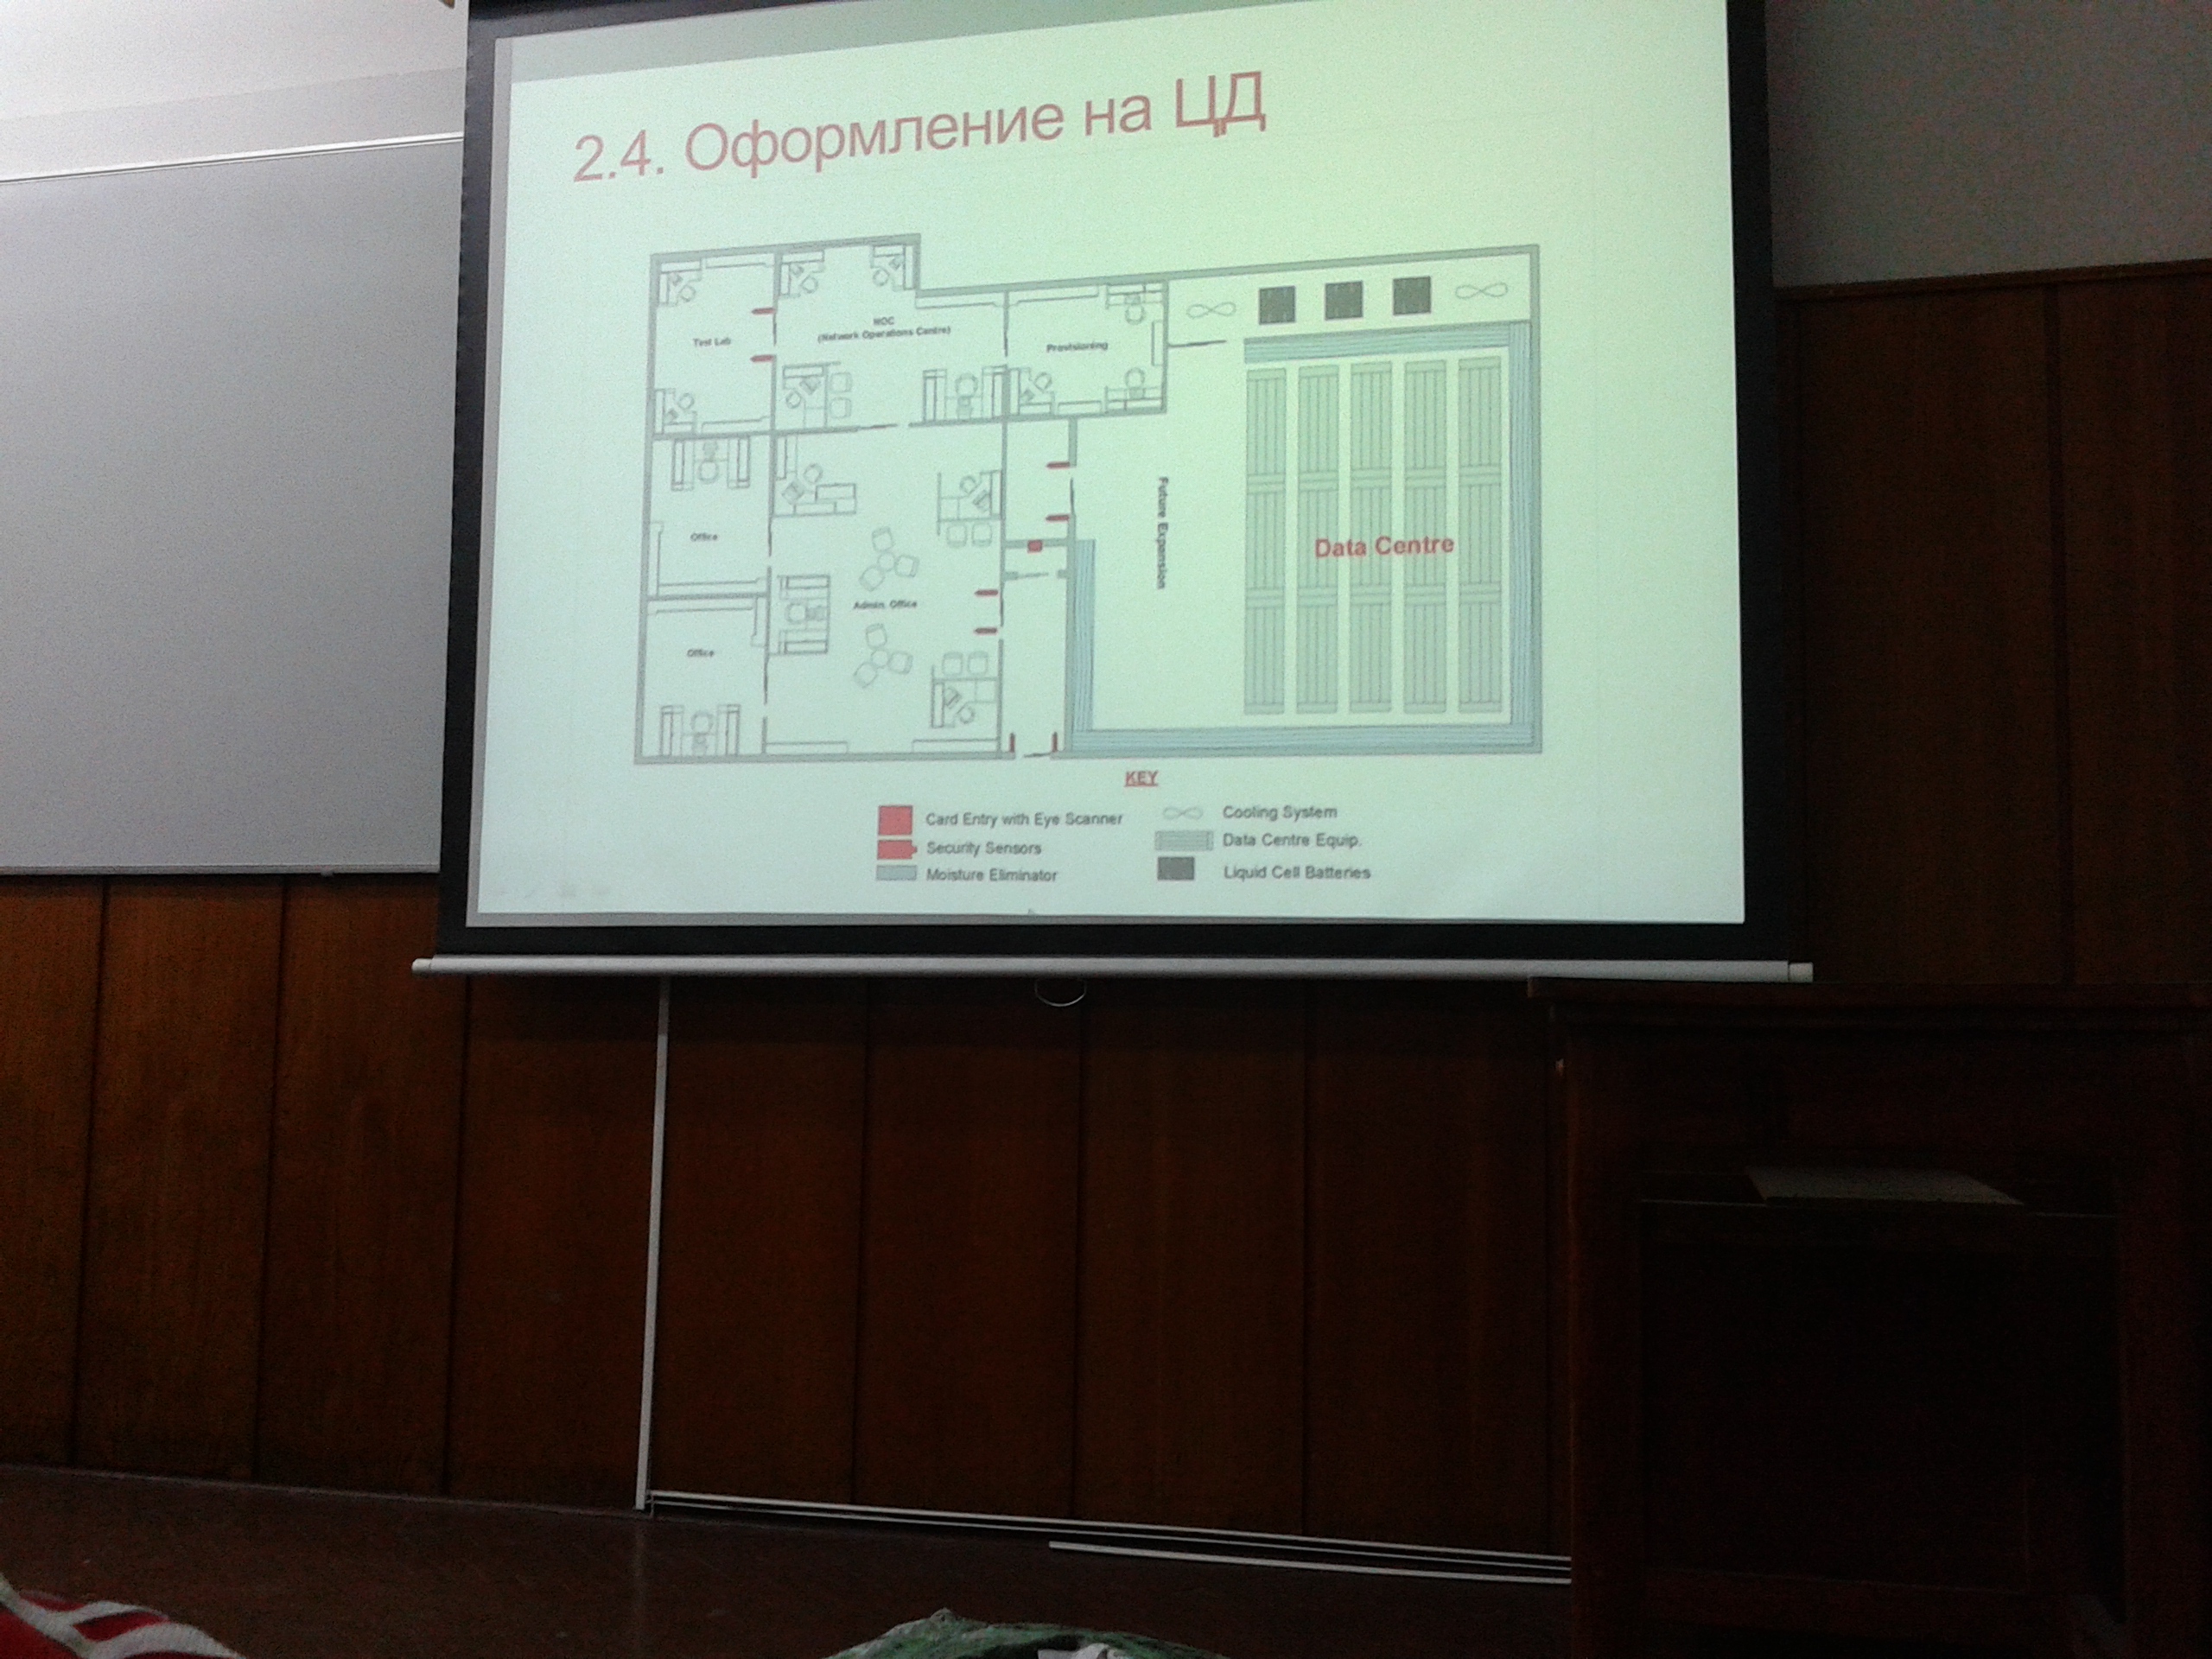 2.4. Оформление на ЦД
Test Lab
NOC
(Network Operations Centre)
Provisioning
Office
Future Expansion
Data Centre
Admin. Office
Office
KEY
Card Entry with Eye Scanner
Security Sensors
Moisture Eliminator
Cooling System
Data Centre Equip.
Liquid Cell Batteries